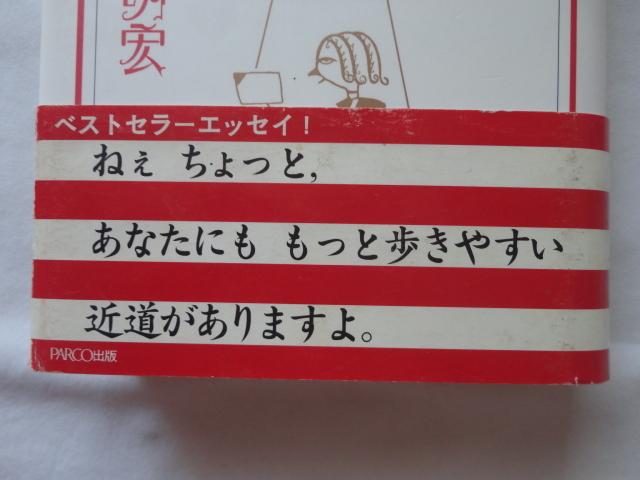 明宏
ベストセラーエッセイ!
ねぇ ちょっと,
あなたにも もっと歩きやすい
近道がありますよ。
PARCO出版